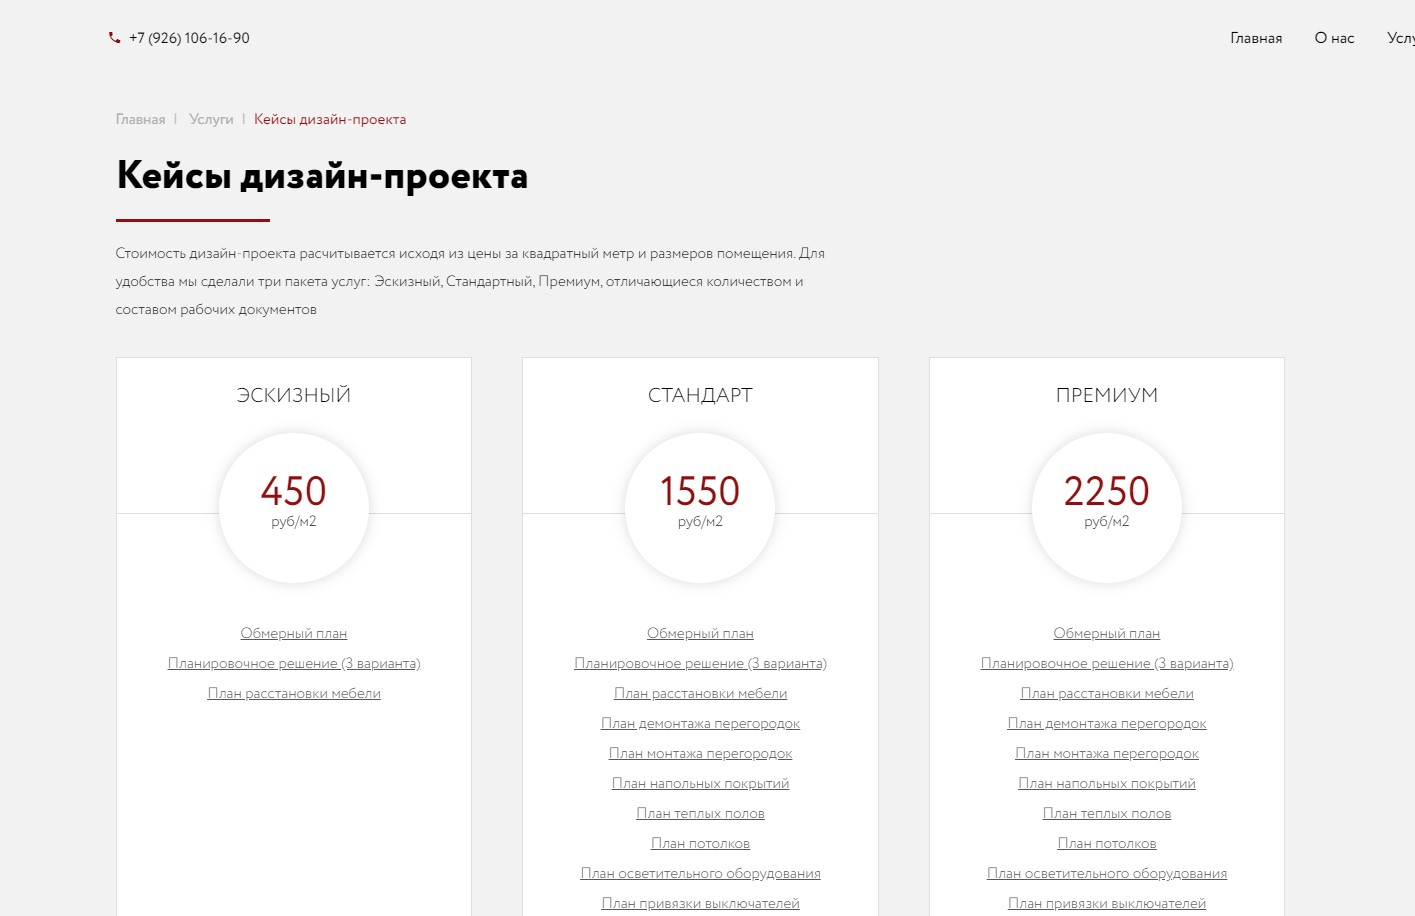 +7 (926) 106-16-90
Главная О нас Услу
Главная | Услуги | Кейсы дизайн-проекта
Кейсы дизайн-проекта
Стоимость дизайн-проекта расчитывается исходя из цены за квадратный метр и размеров помещения. Для
удобства мы сделали три пакета услуг: Эскизный, Стандартный, Премиум, отличающиеся количеством и
составом рабочих документов
ЭСКИЗНЫЙ
450
руб/м2
Обмерный план
Планировочное решение (3 варианта)
План расстановки мебели
СТАНДАРТ
1550
руб/м2
Обмерный план
Планировочное решение (3 варианта)
План расстановки мебели
План демонтажа перегородок
План монтажа перегородок
План напольных покрытий
План теплых полов
План потолков
План осветительного оборудования
План привязки выключателей
ПРЕМИУМ
2250
руб/м2
Обмерный план
Планировочное решение (3 варианта)
План расстановки мебели
План демонтажа перегородок
План монтажа перегородок
План напольных покрытий
План теплых полов
План потолков
План осветительного оборудования
План привязки выключателей